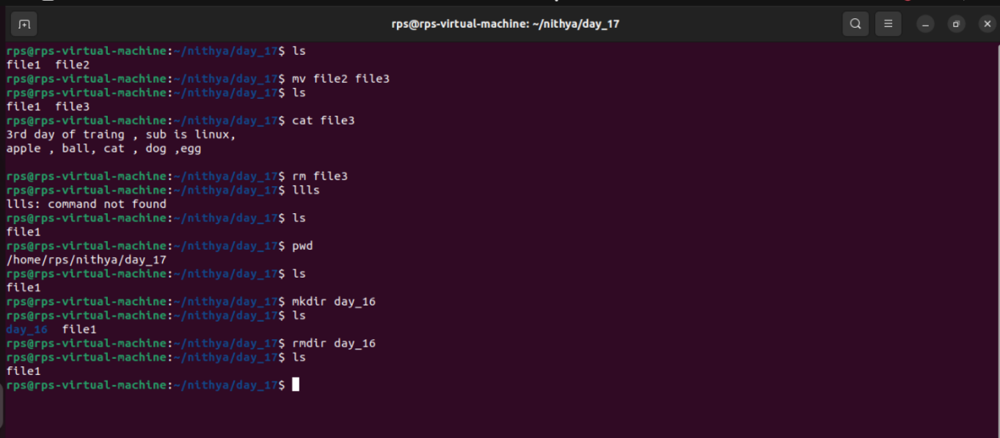 rps@rps-virtual-machine: ~/nithya/day_17
rps@rps-virtual-machine:~/nithya/day_17$ ls
file1  file2
rps@rps-virtual-machine:~/nithya/day_17$ mv file2 file3
rps@rps-virtual-machine:~/nithya/day_17$ ls
file1  file3
rps@rps-virtual-machine:~/nithya/day_17$ cat file3
3rd day of traing , sub is linux,
apple , ball, cat , dog ,egg
rps@rps-virtual-machine:~/nithya/day_17$ rm file3
rps@rps-virtual-machine:~/nithya/day_17$ llls
llls: command not found
rps@rps-virtual-machine:~/nithya/day_17$ ls
file1
rps@rps-virtual-machine:~/nithya/day_17$ pwd
/home/rps/nithya/day_17
rps@rps-virtual-machine:~/nithya/day_17$ ls
file1
rps@rps-virtual-machine:~/nithya/day_17$ mkdir day_16
rps@rps-virtual-machine:~/nithya/day_17$ ls
day_16  file1
rps@rps-virtual-machine:~/nithya/day_17$ rmdir day_16
rps@rps-virtual-machine:~/nithya/day_17$ ls
file1
rps@rps-virtual-machine:~/nithya/day_17$